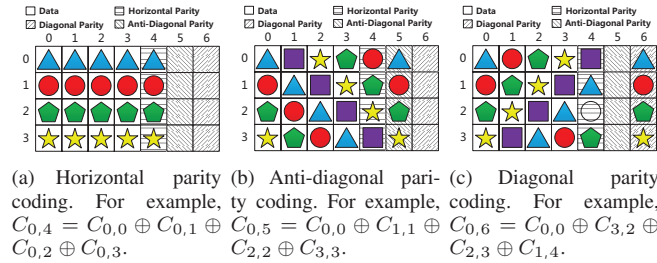 Data Horizontal Parity
Diagonal Parity Anti-Diagonal Parity
0 1 2 3 4 5 6
0
1
2
3
Data Horizontal Parity
Diagonal Parity Anti-Diagonal Parity
0 1 2 3 4 5 6
0
1
2
3
Data Horizontal Parity
Diagonal Parity Anti-Diagonal Parity
0 1 2 3 4 5 6
0
1
2
3
(a) Horizontal parity
coding. For example,
C0,4 = C0,0 ⊕ C0,1 ⊕
C0,2 ⊕ C0,3.
(b) Anti-diagonal pari-
ty coding. For example,
C0,5 = C0,0 ⊕ C1,1 ⊕
C2,2 ⊕ C3,3.
(c) Diagonal parity
coding. For example,
C0,6 = C0,0 ⊕ C3,2 ⊕
C2,3 ⊕ C1,4.